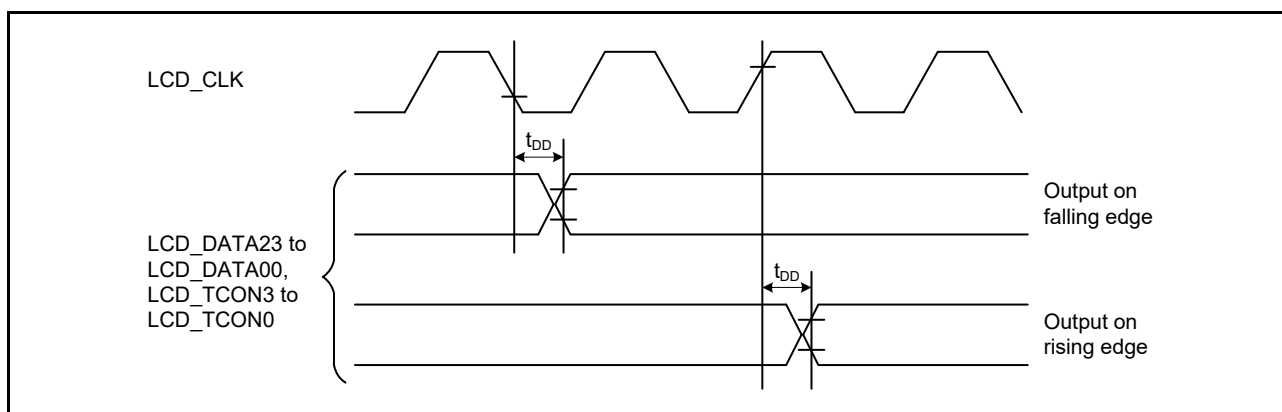 LCD_CLK
tDD
Output on
falling edge
LCD_DATA23 to
LCD_DATA00,
LCD_TCON3 to
LCD_TCON0
tDD
Output on
rising edge